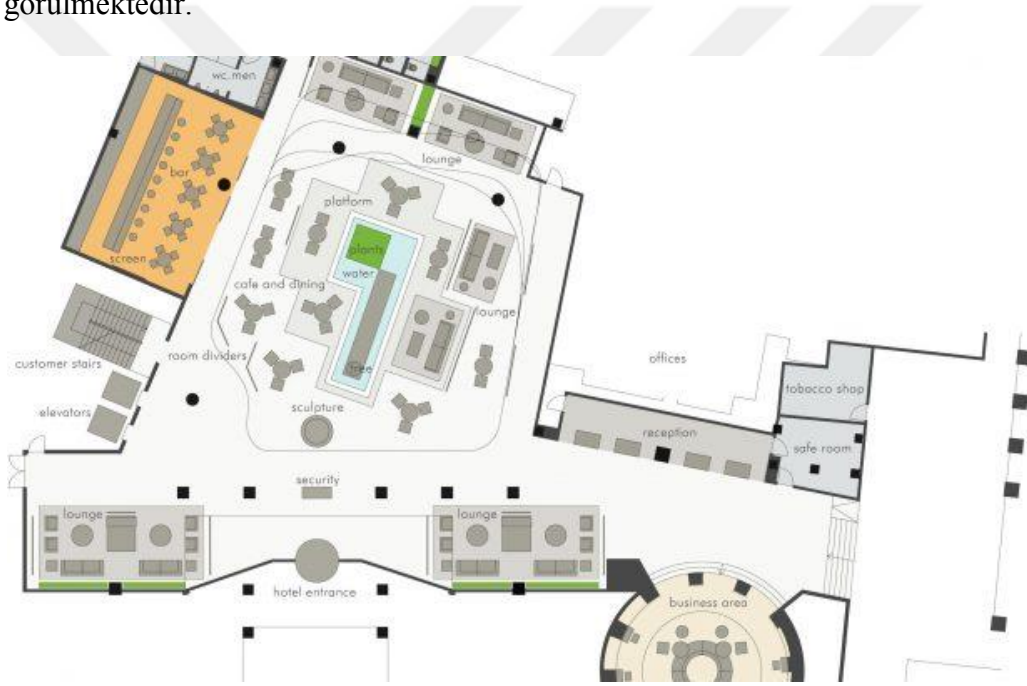 görülmektedir.
wc. men
lounge
bar
platform
plants
screen
water
cafe and dining
lounge
room dividers
customer stairs
offices
tree
tobacco shop
elevators
sculpture
reception
safe room
security
lounge
lounge
hotel entrance
business area